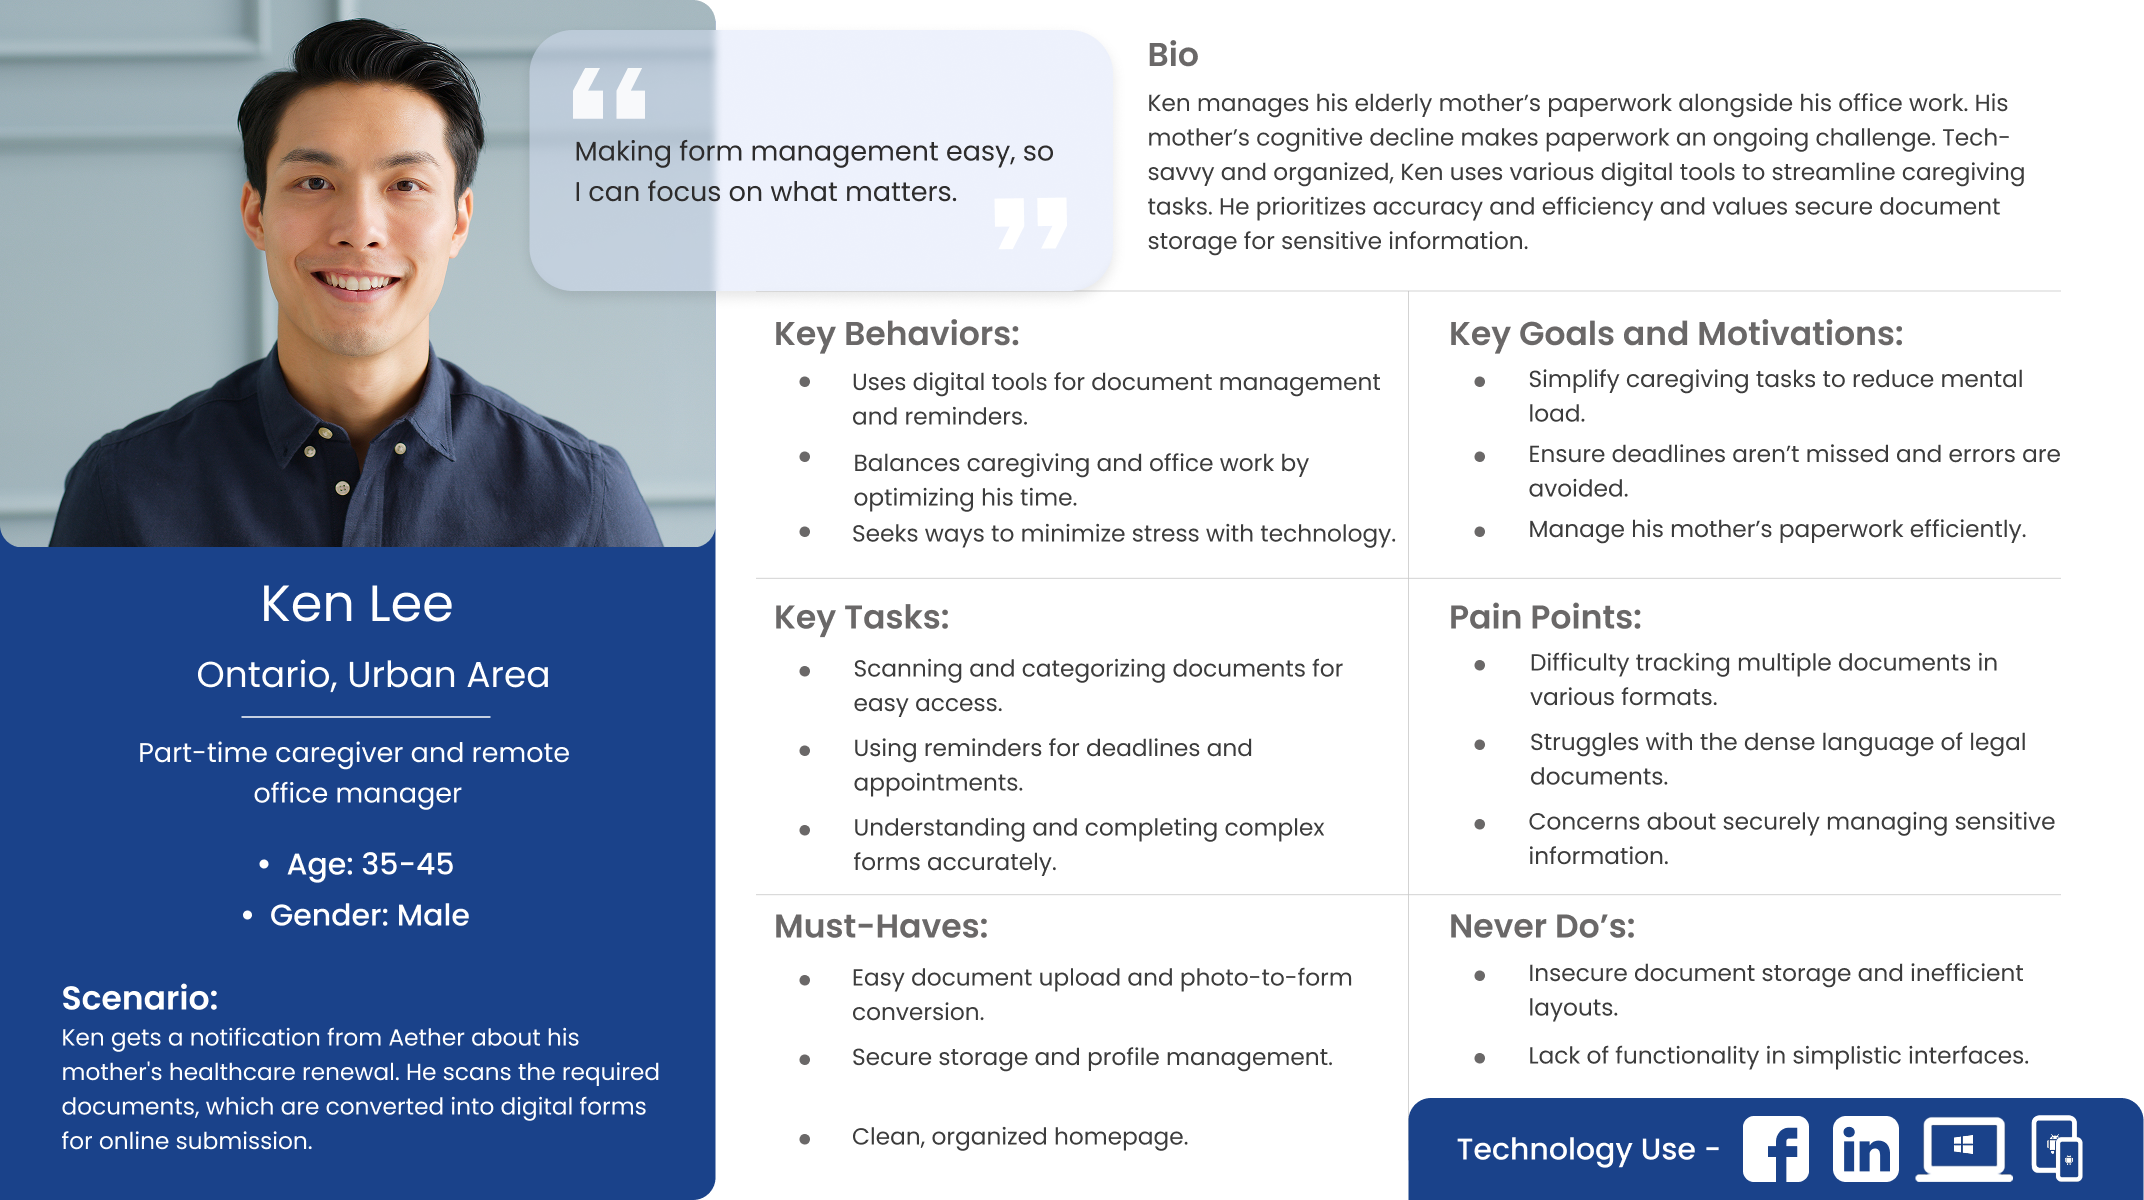 “
Making form management easy, so
I can focus on what matters.
”
Bio
Ken manages his elderly mother’s paperwork alongside his office work. His
mother’s cognitive decline makes paperwork an ongoing challenge. Tech-
savvy and organized, Ken uses various digital tools to streamline caregiving
tasks. He prioritizes accuracy and efficiency and values secure document
storage for sensitive information.
Ken Lee
Ontario, Urban Area
Part-time caregiver and remote
office manager
• Age: 35-45
• Gender: Male
Scenario:
Ken gets a notification from Aether about his
mother's healthcare renewal. He scans the required
documents, which are converted into digital forms
for online submission.
Key Behaviors:
● Uses digital tools for document management
and reminders.
● Balances caregiving and office work by
optimizing his time.
● Seeks ways to minimize stress with technology.
Key Goals and Motivations:
● Simplify caregiving tasks to reduce mental
load.
● Ensure deadlines aren’t missed and errors are
avoided.
● Manage his mother’s paperwork efficiently.
Key Tasks:
● Scanning and categorizing documents for
easy access.
● Using reminders for deadlines and
appointments.
● Understanding and completing complex
forms accurately.
Pain Points:
● Difficulty tracking multiple documents in
various formats.
● Struggles with the dense language of legal
documents.
● Concerns about securely managing sensitive
information.
Must-Haves:
● Easy document upload and photo-to-form
conversion.
● Secure storage and profile management.
● Clean, organized homepage.
Never Do’s:
● Insecure document storage and inefficient
layouts.
● Lack of functionality in simplistic interfaces.
Technology Use - f in